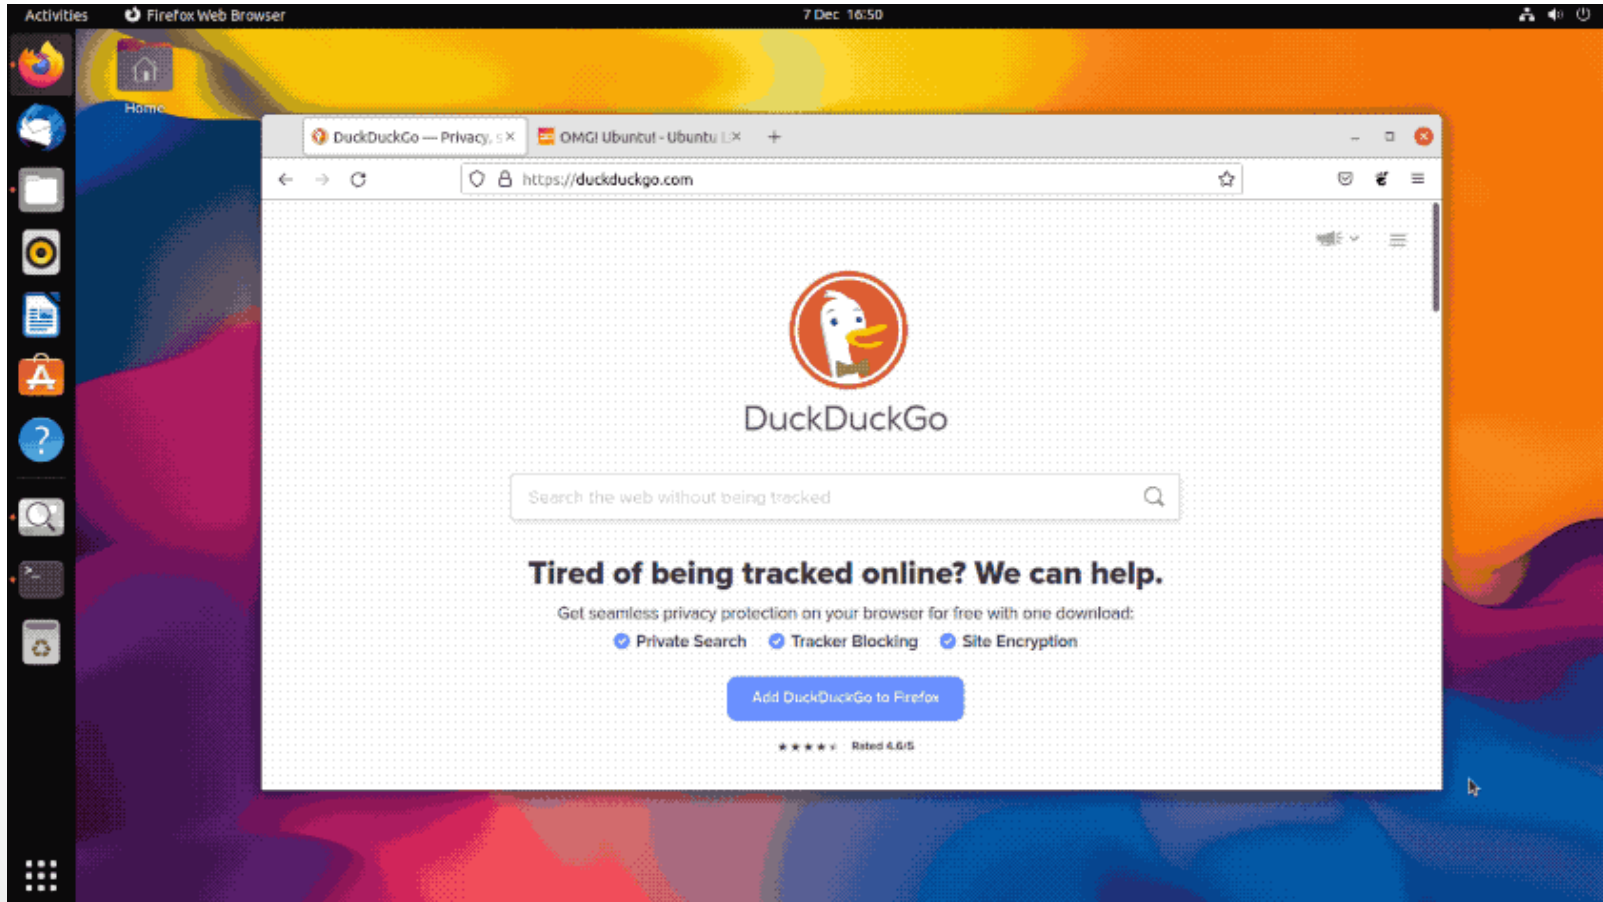 Activities Firefox Web Browser 7 Dec 16:50
Home
DuckDuckGo — Privacy, s OMG! Ubuntu! - Ubuntu L
https://duckduckgo.com
DuckDuckGo
Search the web without being tracked
Tired of being tracked online? We can help.
Get seamless privacy protection on your browser for free with one download:
Private Search Tracker Blocking Site Encryption
Add DuckDuckGo to Firefox
Rated 4.6/5